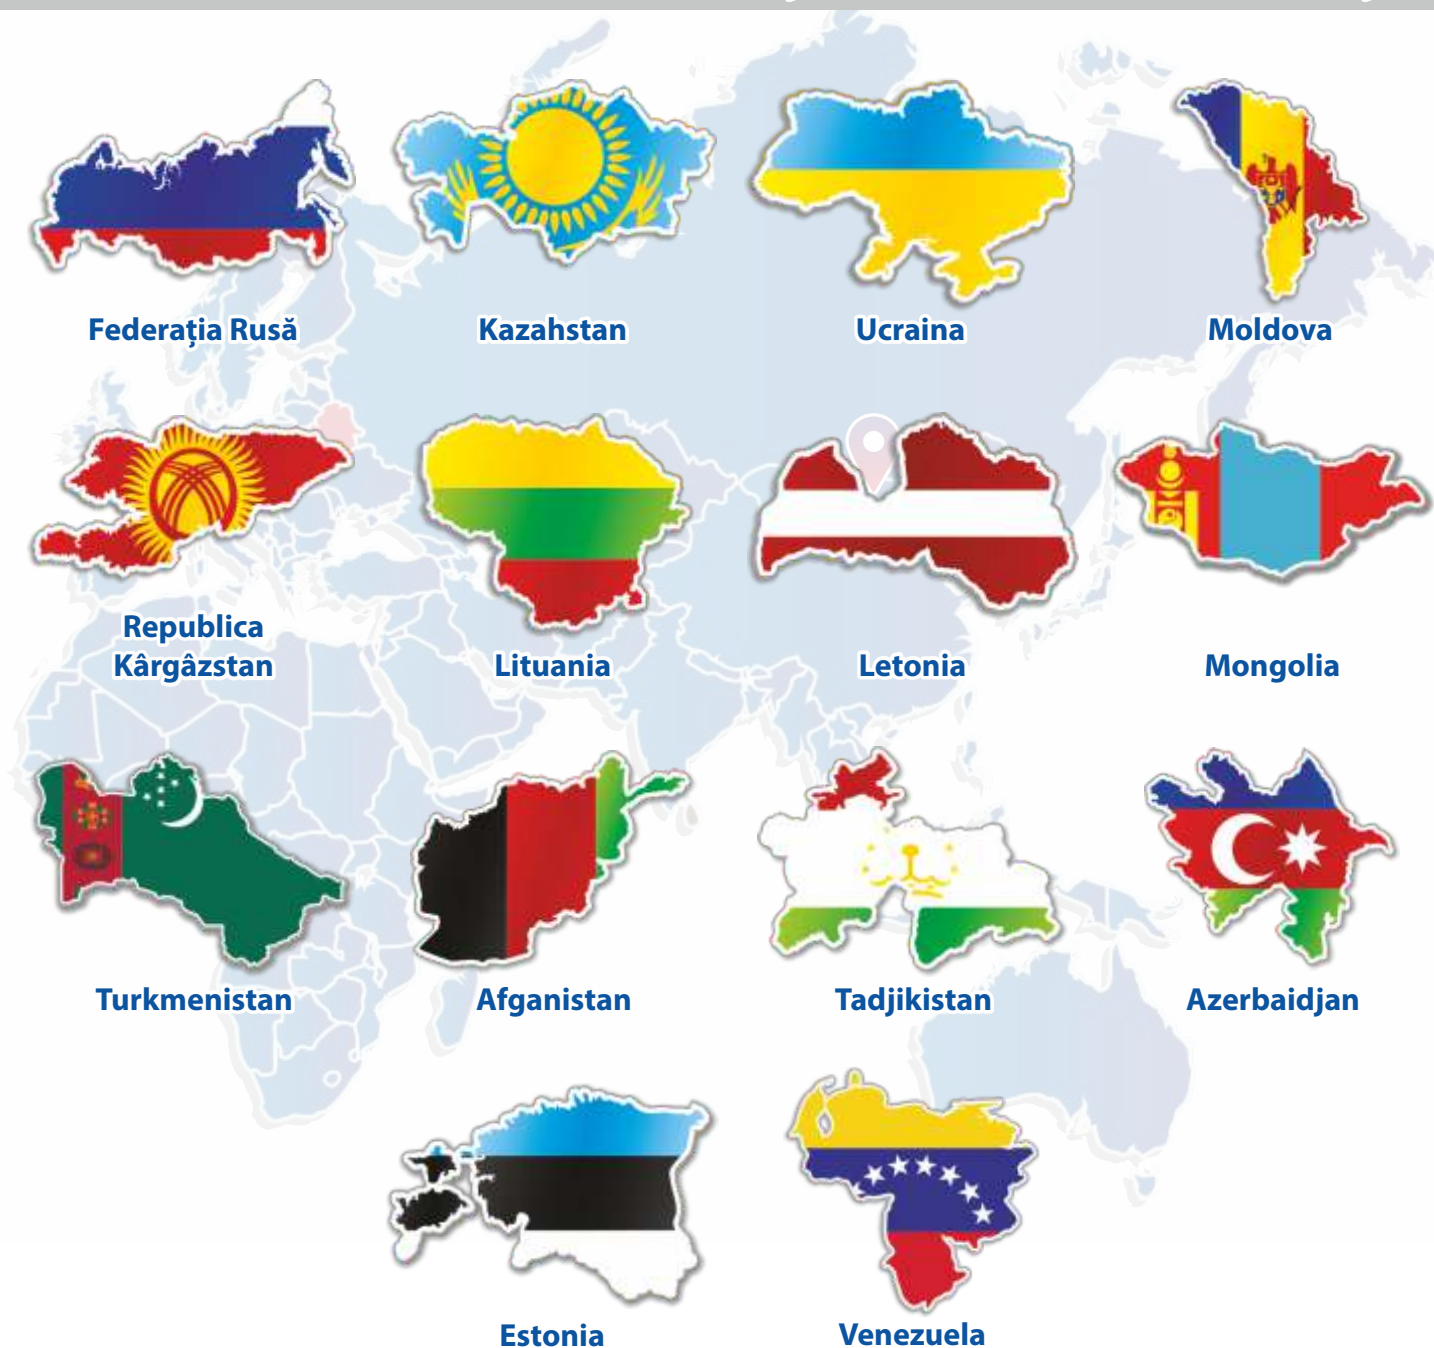 Federația Rusă
Kazahstan
Ucraina
Moldova
Republica
Kârgâzstan
Lituania
Letonia
Mongolia
Turkmenistan
Afganistan
Tadjikistan
Azerbaidjan
Estonia
Venezuela